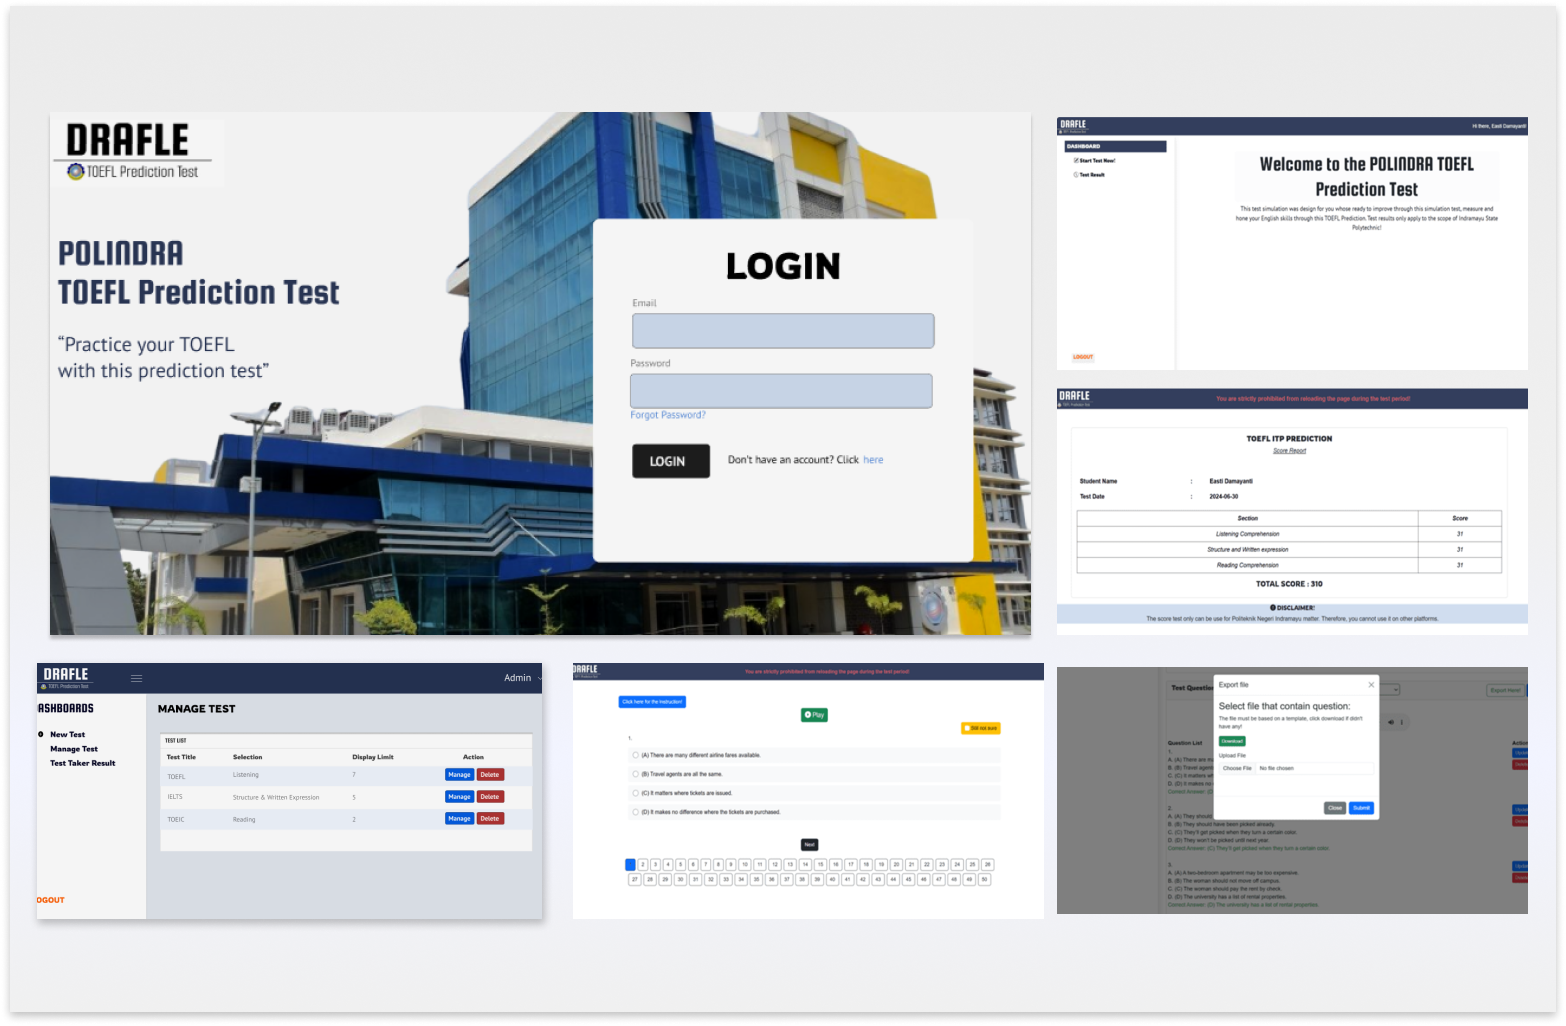 DRAFLE
TOEFL Prediction Test
POLINDRA
TOEFL Prediction Test
“Practice your TOEFL
with this prediction test”
LOGIN
Email
Password
Forgot Password?
LOGIN
Don't have an account? Click here
DRAFLE
Hi there, Easti Damayanti!
DASHBOARD
Start Test Now!
Test Result
Welcome to the POLINDRA TOEFL
Prediction Test
This test simulation was design for you whose ready to improve through this simulation test, measure and
hone your English skills through this TOEFL Prediction. Test results only apply to the scope of Indramayu State
Polytechnic!
LOGOUT
DRAFLE
You are strictly prohibited from reloading the page during the test period!
TOEFL ITP PREDICTION
Score Report
Student Name : Easti Damayanti
Test Date : 2024-06-30
Section Score
Listening Comprehension 31
Structure and Written expression 31
Reading Comprehension 31
TOTAL SCORE : 310
DISCLAIMER!
The score test only can be use for Politeknik Negeri Indramayu matter. Therefore, you cannot use it on other platforms.
DRAFLE
TOEFL Prediction Test
Admin
ASHBOARDS
New Test
Manage Test
Test Taker Result
OGOUT
MANAGE TEST
TEST LIST
Test Title Selection Display Limit Action
TOEFL Listening 7 Manage Delete
IELTS Structure & Written Expression 5 Manage Delete
TOEIC Reading 2 Manage Delete
DRAFLE
You are strictly prohibited from reloading the page during the test period!
Click here for the instruction!
Play
Still not sure
1.
(A) There are many different airline fares available.
(B) Travel agents are all the same.
(C) It matters where tickets are issued.
(D) It makes no difference where the tickets are purchased.
Next
2 3 4 5 6 7 8 9 10 11 12 13 14 15 16 17 18 19 20 21 22 23 24 25 26
27 28 29 30 31 32 33 34 35 36 37 38 39 40 41 42 43 44 45 46 47 48 49 50
Test Question
Export Here!
Export file
Select file that contain question:
The file must be based on a template, click download if didn't
have any!
Download
Upload File
Choose File No file chosen
Close Submit
Question List
Action
1.
A. (A) There are m
B. (B) Travel agent
C. (C) It matters wh
D. (D) It makes no
Correct Answer: (D
2.
A. (A) They should
B. (B) They should have been picked already.
C. (C) They'll get picked when they turn a certain color.
D. (D) They won't be picked until next year.
Correct Answer: (C) They'll get picked when they turn a certain color.
3.
A. (A) A two-bedroom apartment may be too expensive.
B. (B) The woman should not move off campus.
C. (C) The woman should pay the rent by check.
D. (D) The university has a list of rental properties.
Correct Answer: (D) The university has a list of rental properties.